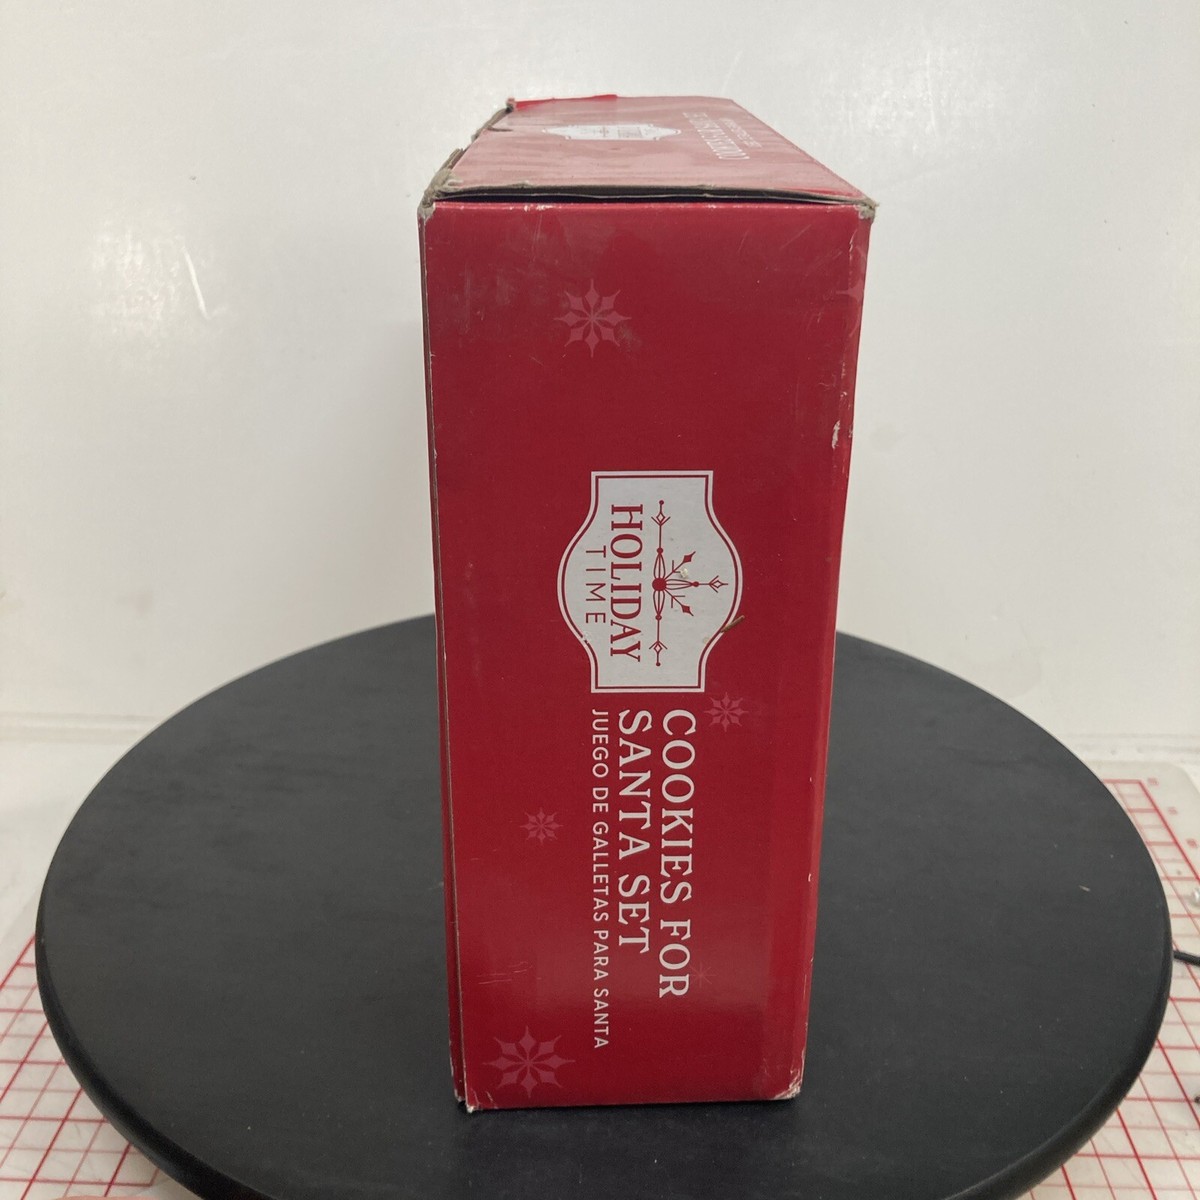 HOLIDAY
TIME
COOKIES FOR
SANTA SET
JUEGO DE GALLETAS PARA SANTA